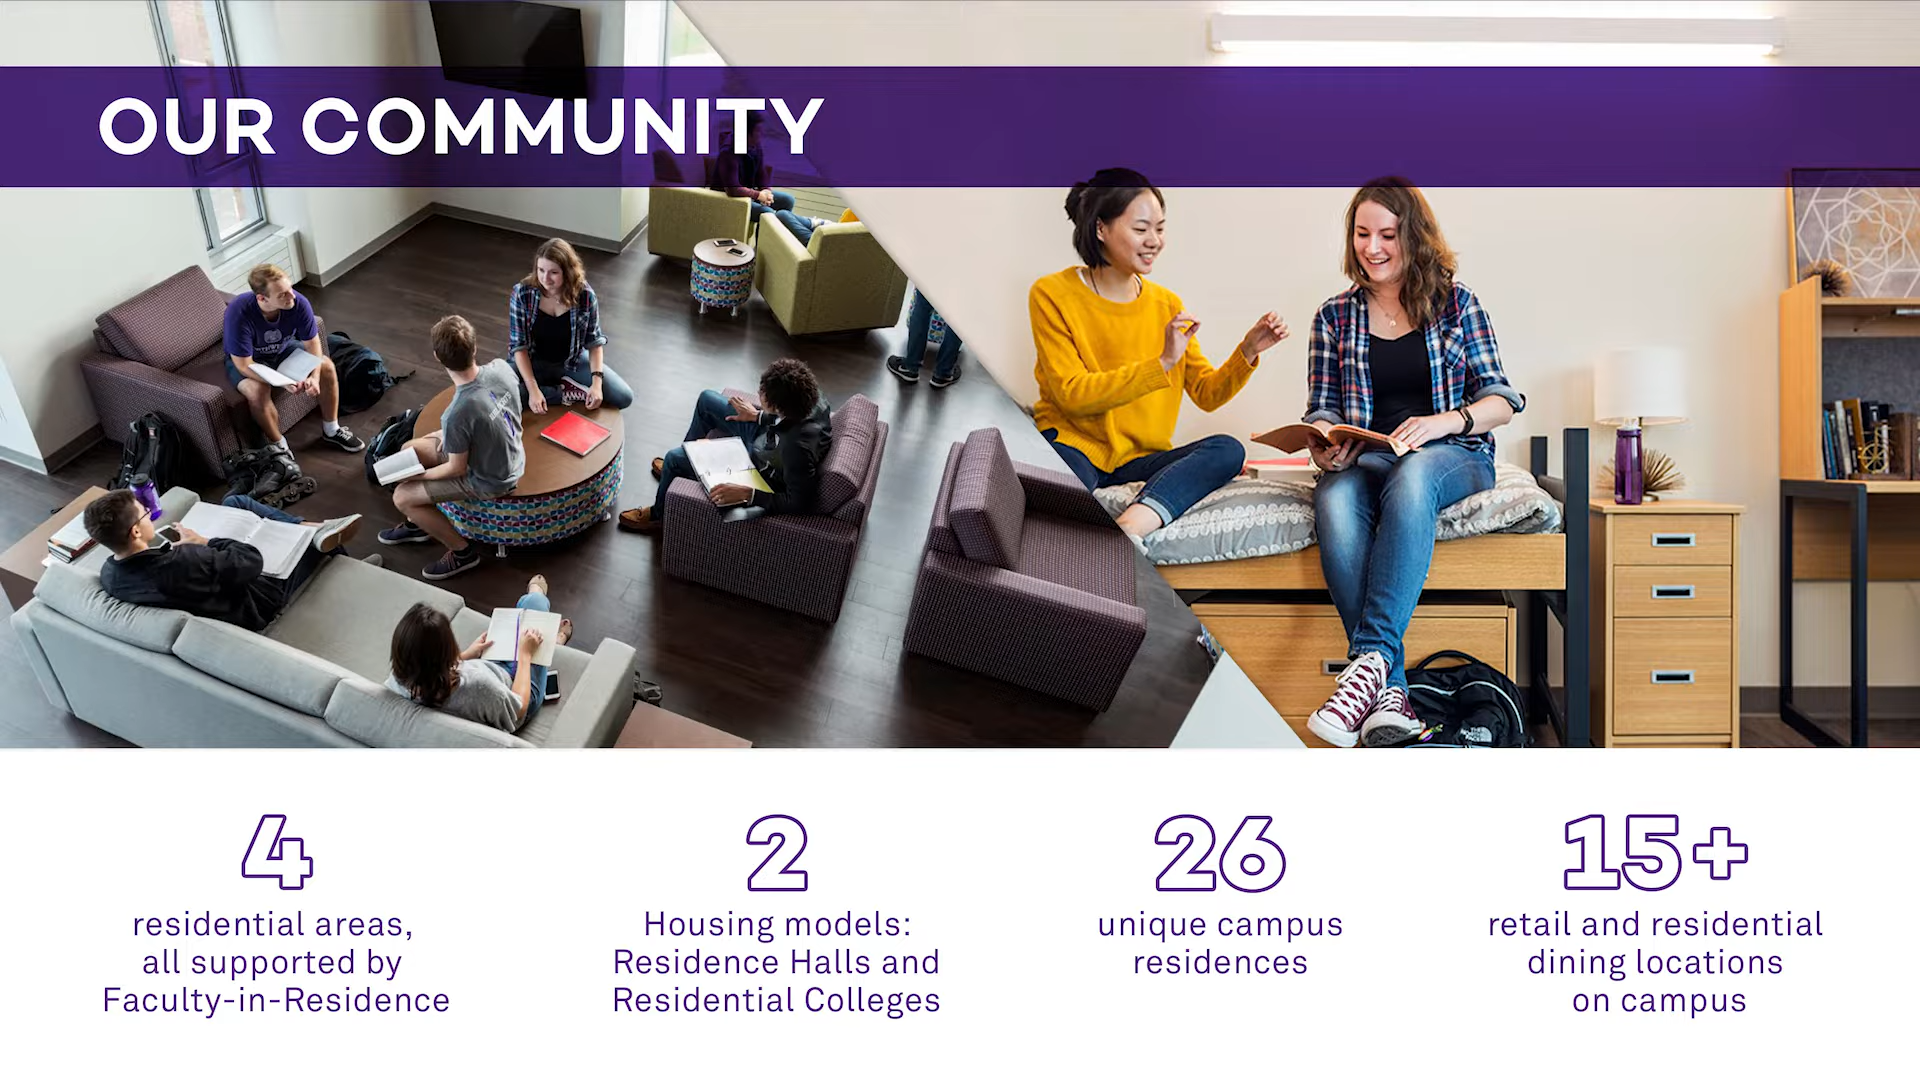 OUR COMMUNITY
4
residential areas,
all supported by
Faculty-in-Residence
2
Housing models:
Residence Halls and
Residential Colleges
26
unique campus
residences
15+
retail and residential
dining locations
on campus